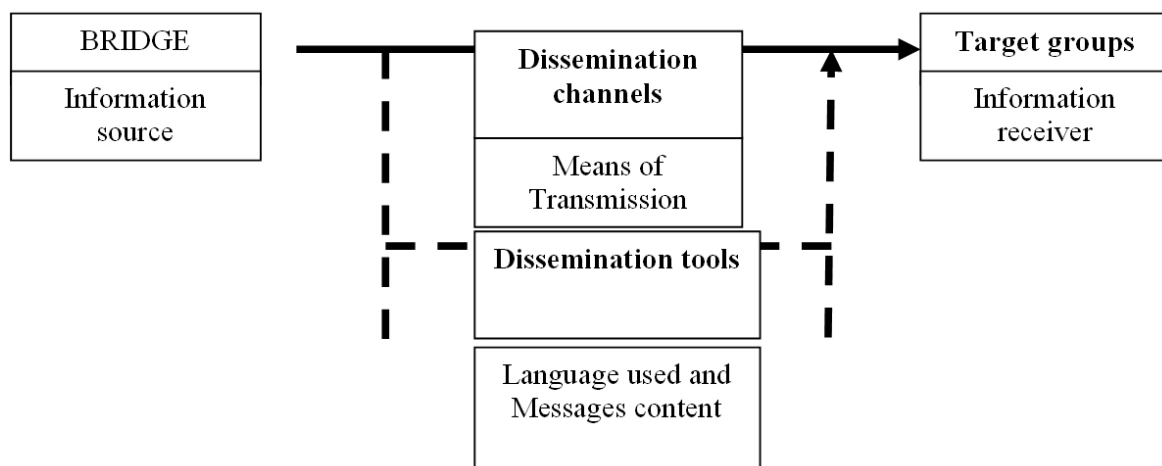 BRIDGE
Information
source
Dissemination
channels
Means of
Transmission
Dissemination tools
Language used and
Messages content
Target groups
Information
receiver